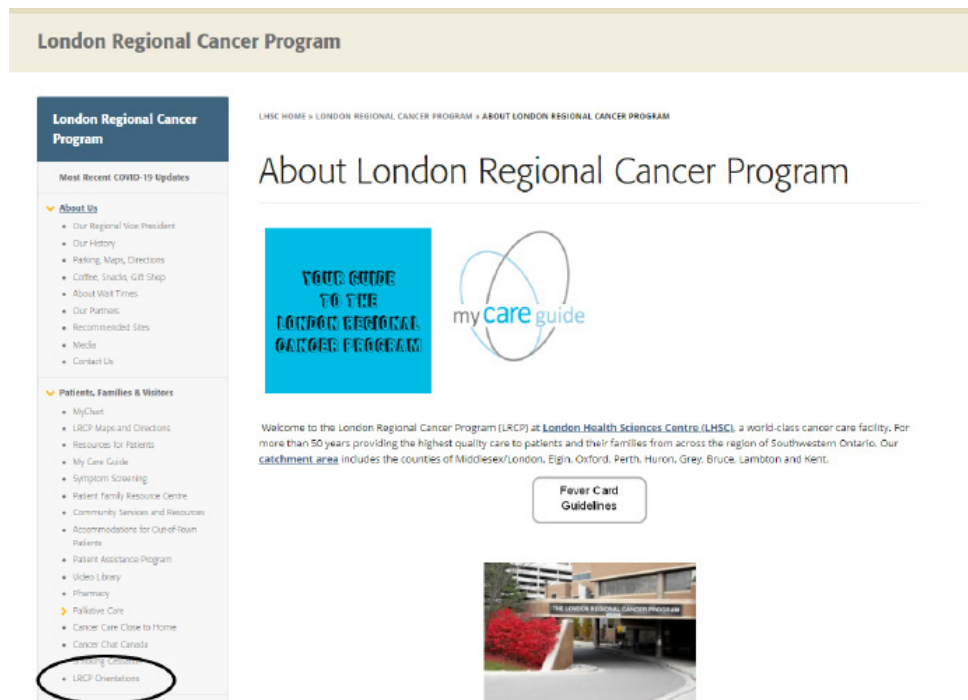 London Regional Cancer Program
London Regional Cancer
Program
Most Recent COVID-19 Updates
About Us
Our Regional Vice President
Our History
Parking, Maps, Directions
Coffee, Snacks, Gift Shop
About Wait Times
Our Partners
Recommended Sites
Media
Contact Us
Patients, Families & Visitors
MyChart
LRCP Maps and Directions
Resources for Patients
My Care Guide
Symptom Screening
Patient Family Resource Centre
Community Services and Resources
Accommodations for Out-of-Town
Patients
Patient Assistance Program
Video Library
Pharmacy
Palliative Care
Cancer Care Close to Home
Cancer Chat Canada
Smoking Cessation
LRCP Orientations
LHSC HOME » LONDON REGIONAL CANCER PROGRAM » ABOUT LONDON REGIONAL CANCER PROGRAM
About London Regional Cancer Program
YOUR GUIDE
TO THE
LONDON REGIONAL
CANCER PROGRAM
my care guide
Welcome to the London Regional Cancer Program (LRCP) at London Health Sciences Centre (LHSC), a world-class cancer care facility. For
more than 50 years providing the highest quality care to patients and their families from across the region of Southwestern Ontario. Our
catchment area includes the counties of Middlesex/London, Elgin, Oxford, Perth, Huron, Grey, Bruce, Lambton and Kent.
Fever Card
Guidelines
THE LONDON REGIONAL CANCER PROGRAM